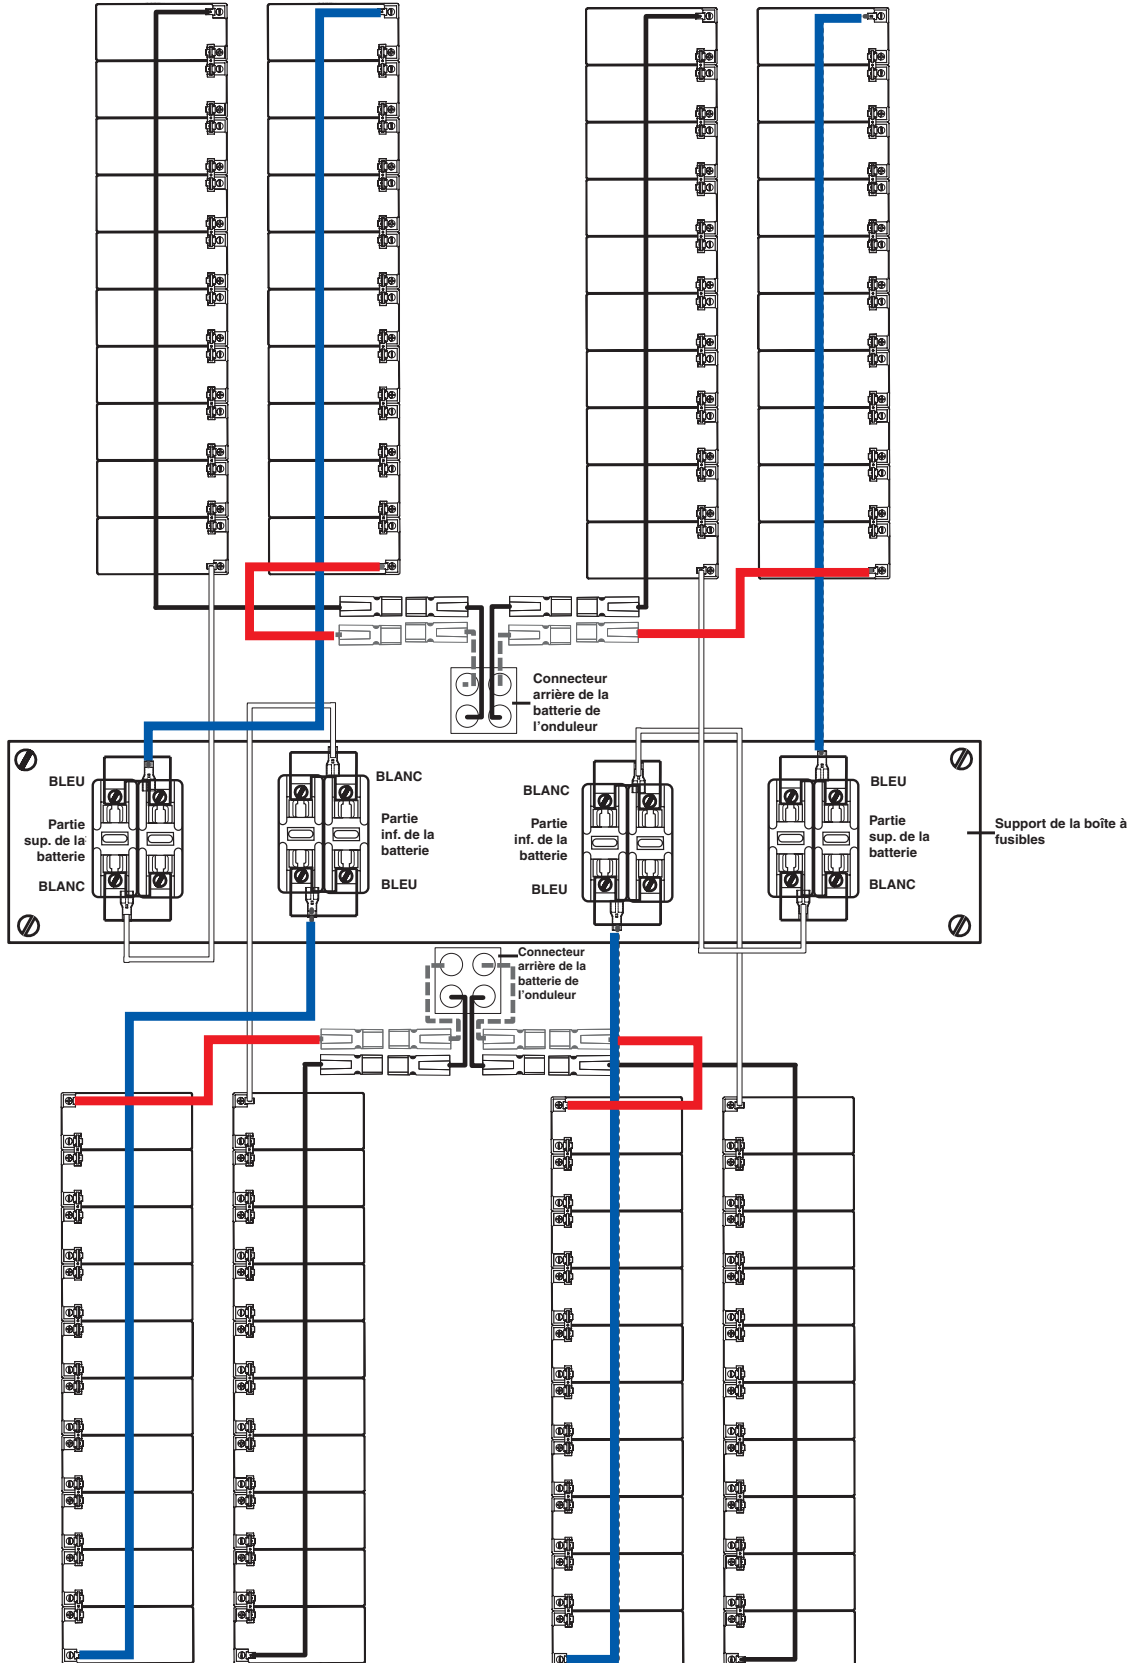 Connecteur
arrière de la
batterie de
l'onduleur
BLEU
Partie
sup. de la
batterie
BLANC
BLANC
Partie
inf. de la
batterie
BLEU
BLANC
Partie
inf. de la
batterie
BLEU
BLEU
Partie
sup. de la
batterie
BLANC
Support de la boîte à
fusibles
Connecteur
arrière de la
batterie de
l'onduleur